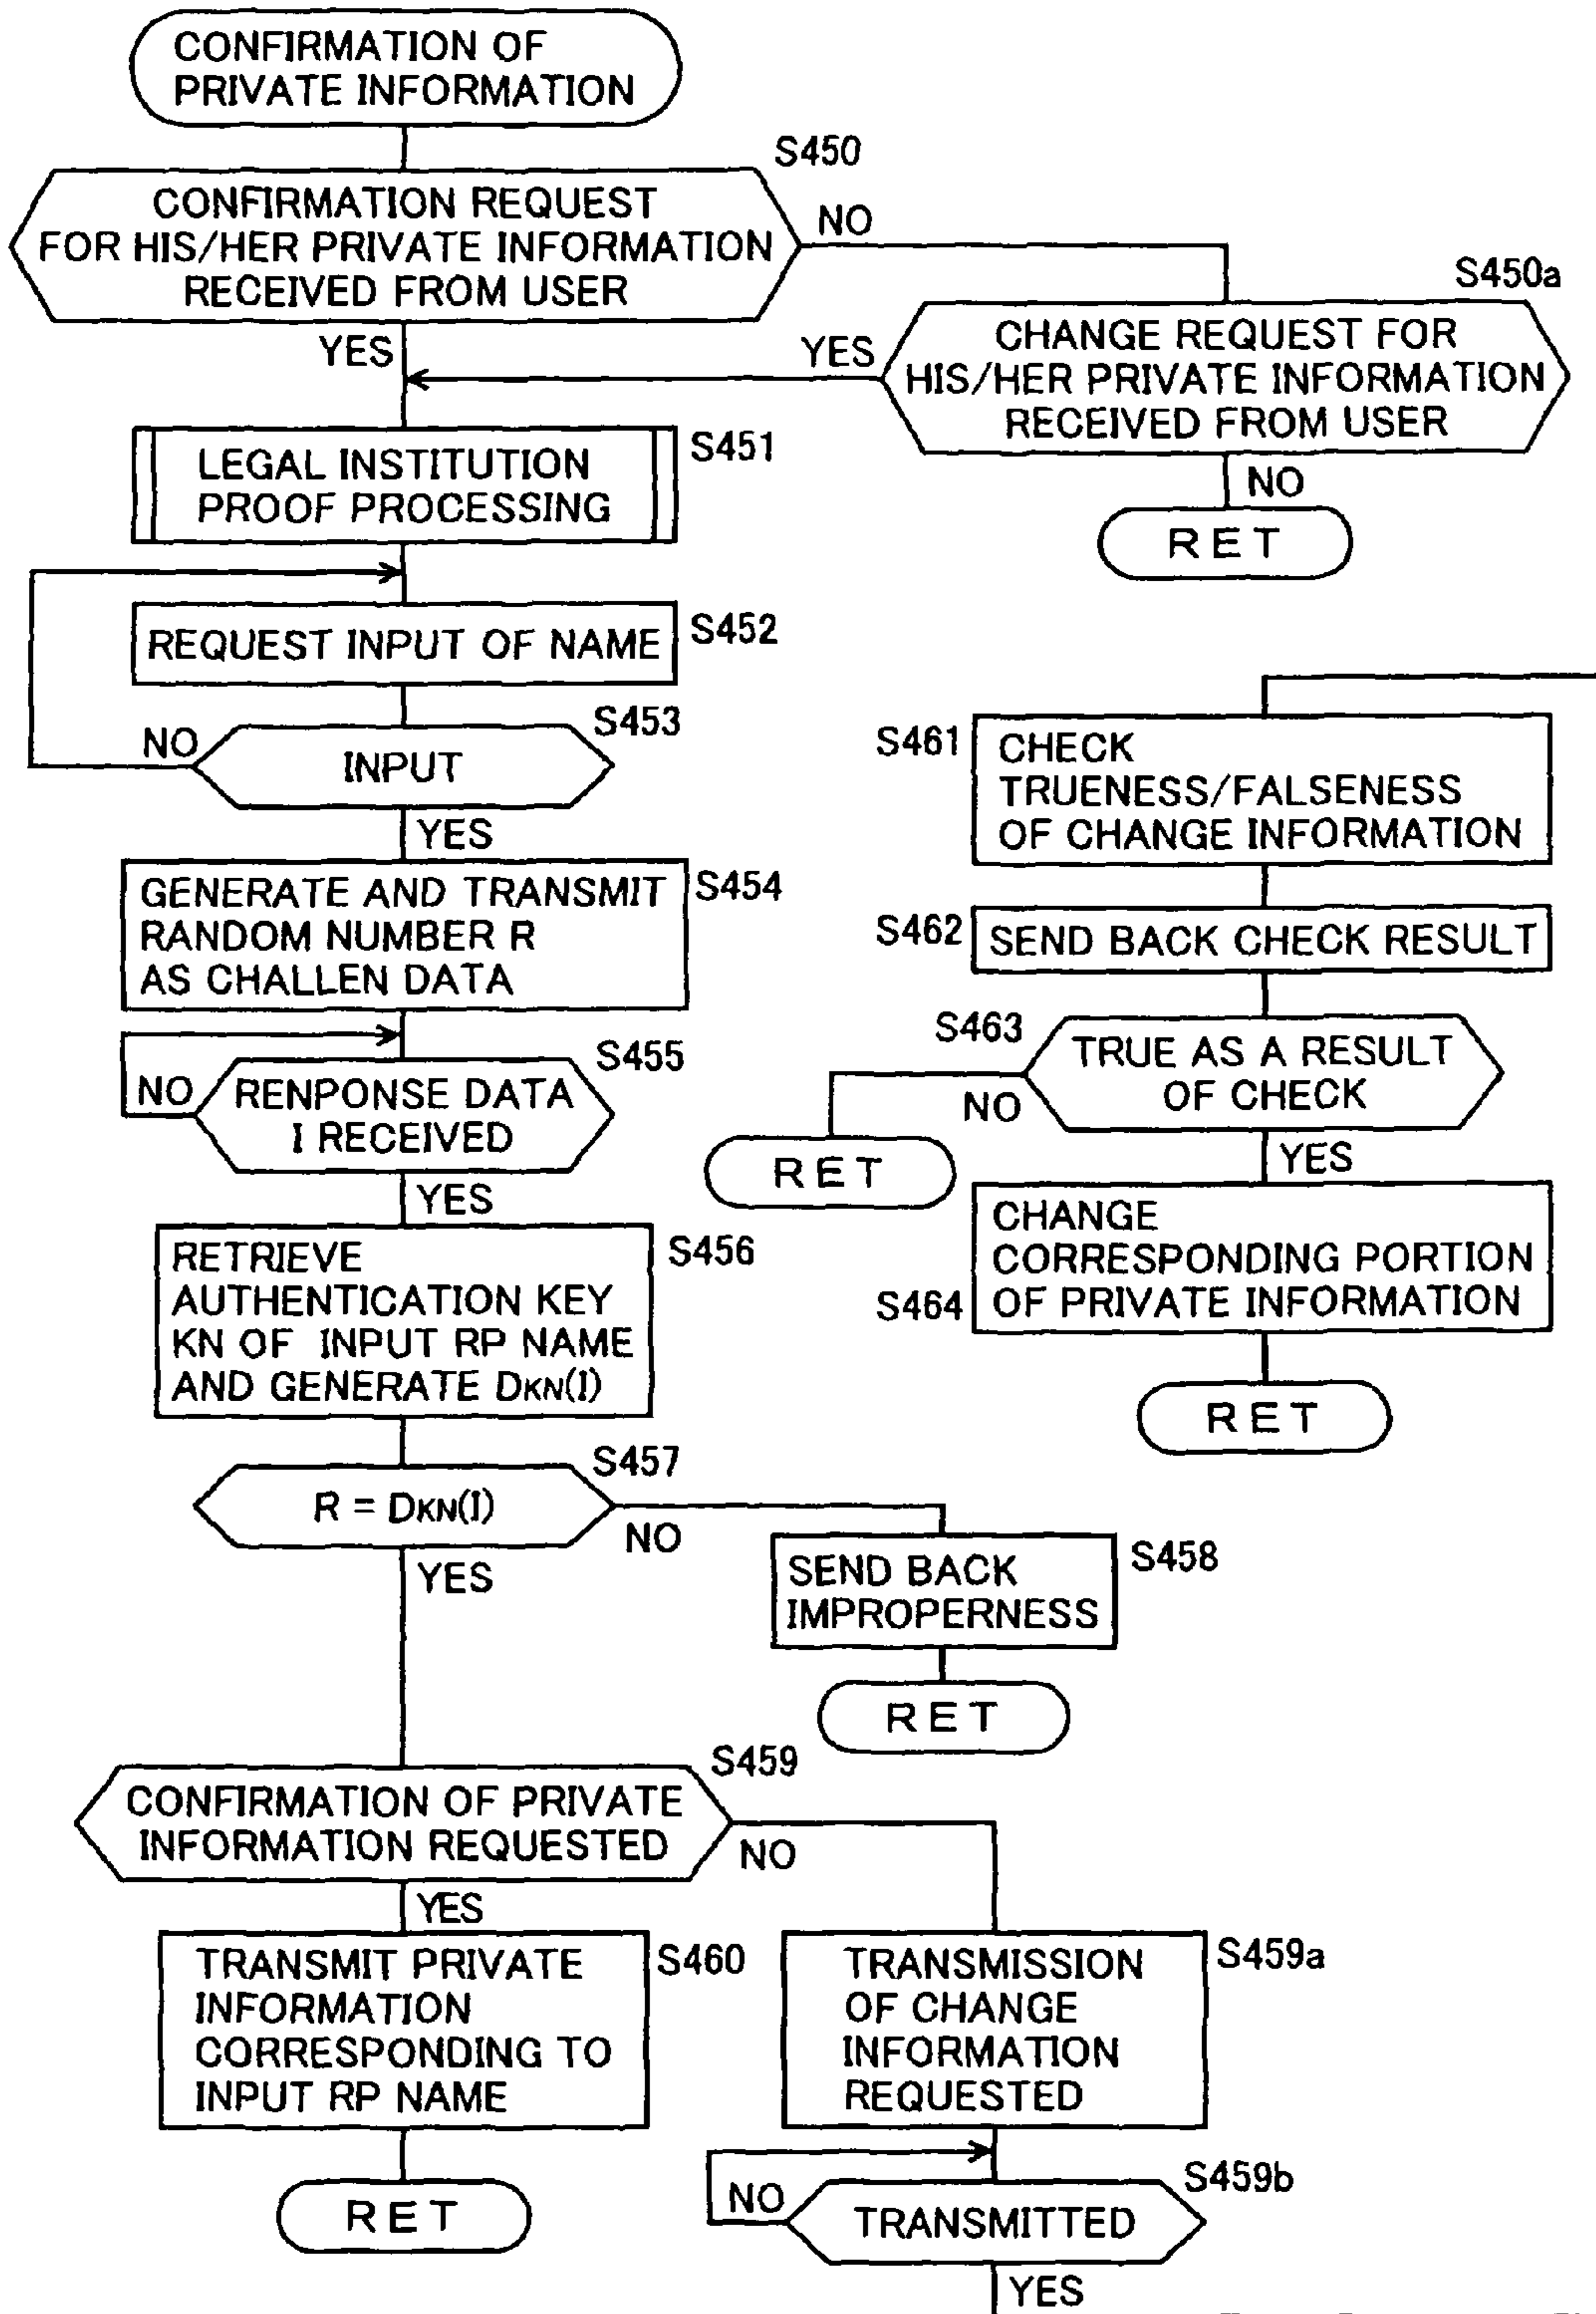 CONFIRMATION OF
PRIVATE INFORMATION
S450
CONFIRMATION REQUEST
FOR HIS/HER PRIVATE INFORMATION
RECEIVED FROM USER
NO
YES
S450a
CHANGE REQUEST FOR
HIS/HER PRIVATE INFORMATION
RECEIVED FROM USER
YES
NO
RET
LEGAL INSTITUTION
PROOF PROCESSING
S451
REQUEST INPUT OF NAME
S452
S453
INPUT
NO
YES
GENERATE AND TRANSMIT
RANDOM NUMBER R
AS CHALLEN DATA
S454
S455
RENPONSE DATA
I RECEIVED
NO
YES
RETRIEVE
AUTHENTICATION KEY
KN OF INPUT RP NAME
AND GENERATE DKN(I)
S456
S457
R = DKN(I)
NO
YES
SEND BACK
IMPROPERNESS
S458
RET
S459
CONFIRMATION OF PRIVATE
INFORMATION REQUESTED
NO
YES
TRANSMIT PRIVATE
INFORMATION
CORRESPONDING TO
INPUT RP NAME
S460
RET
TRANSMISSION
OF CHANGE
INFORMATION
REQUESTED
S459a
S459b
TRANSMITTED
NO
YES
S461
CHECK
TRUENESS/FALSENESS
OF CHANGE INFORMATION
S462
SEND BACK CHECK RESULT
S463
TRUE AS A RESULT
OF CHECK
NO
RET
YES
CHANGE
CORRESPONDING PORTION
OF PRIVATE INFORMATION
S464
RET